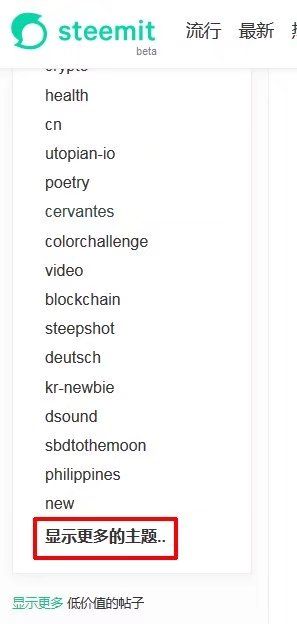 steemit
beta
流行 最新
crypto
health
cn
utopian-io
poetry
cervantes
colorchallenge
video
blockchain
steepshot
deutsch
kr-newbie
dsound
sbdtothemoon
philippines
new
显示更多的主题..
显示更多 低价值的帖子